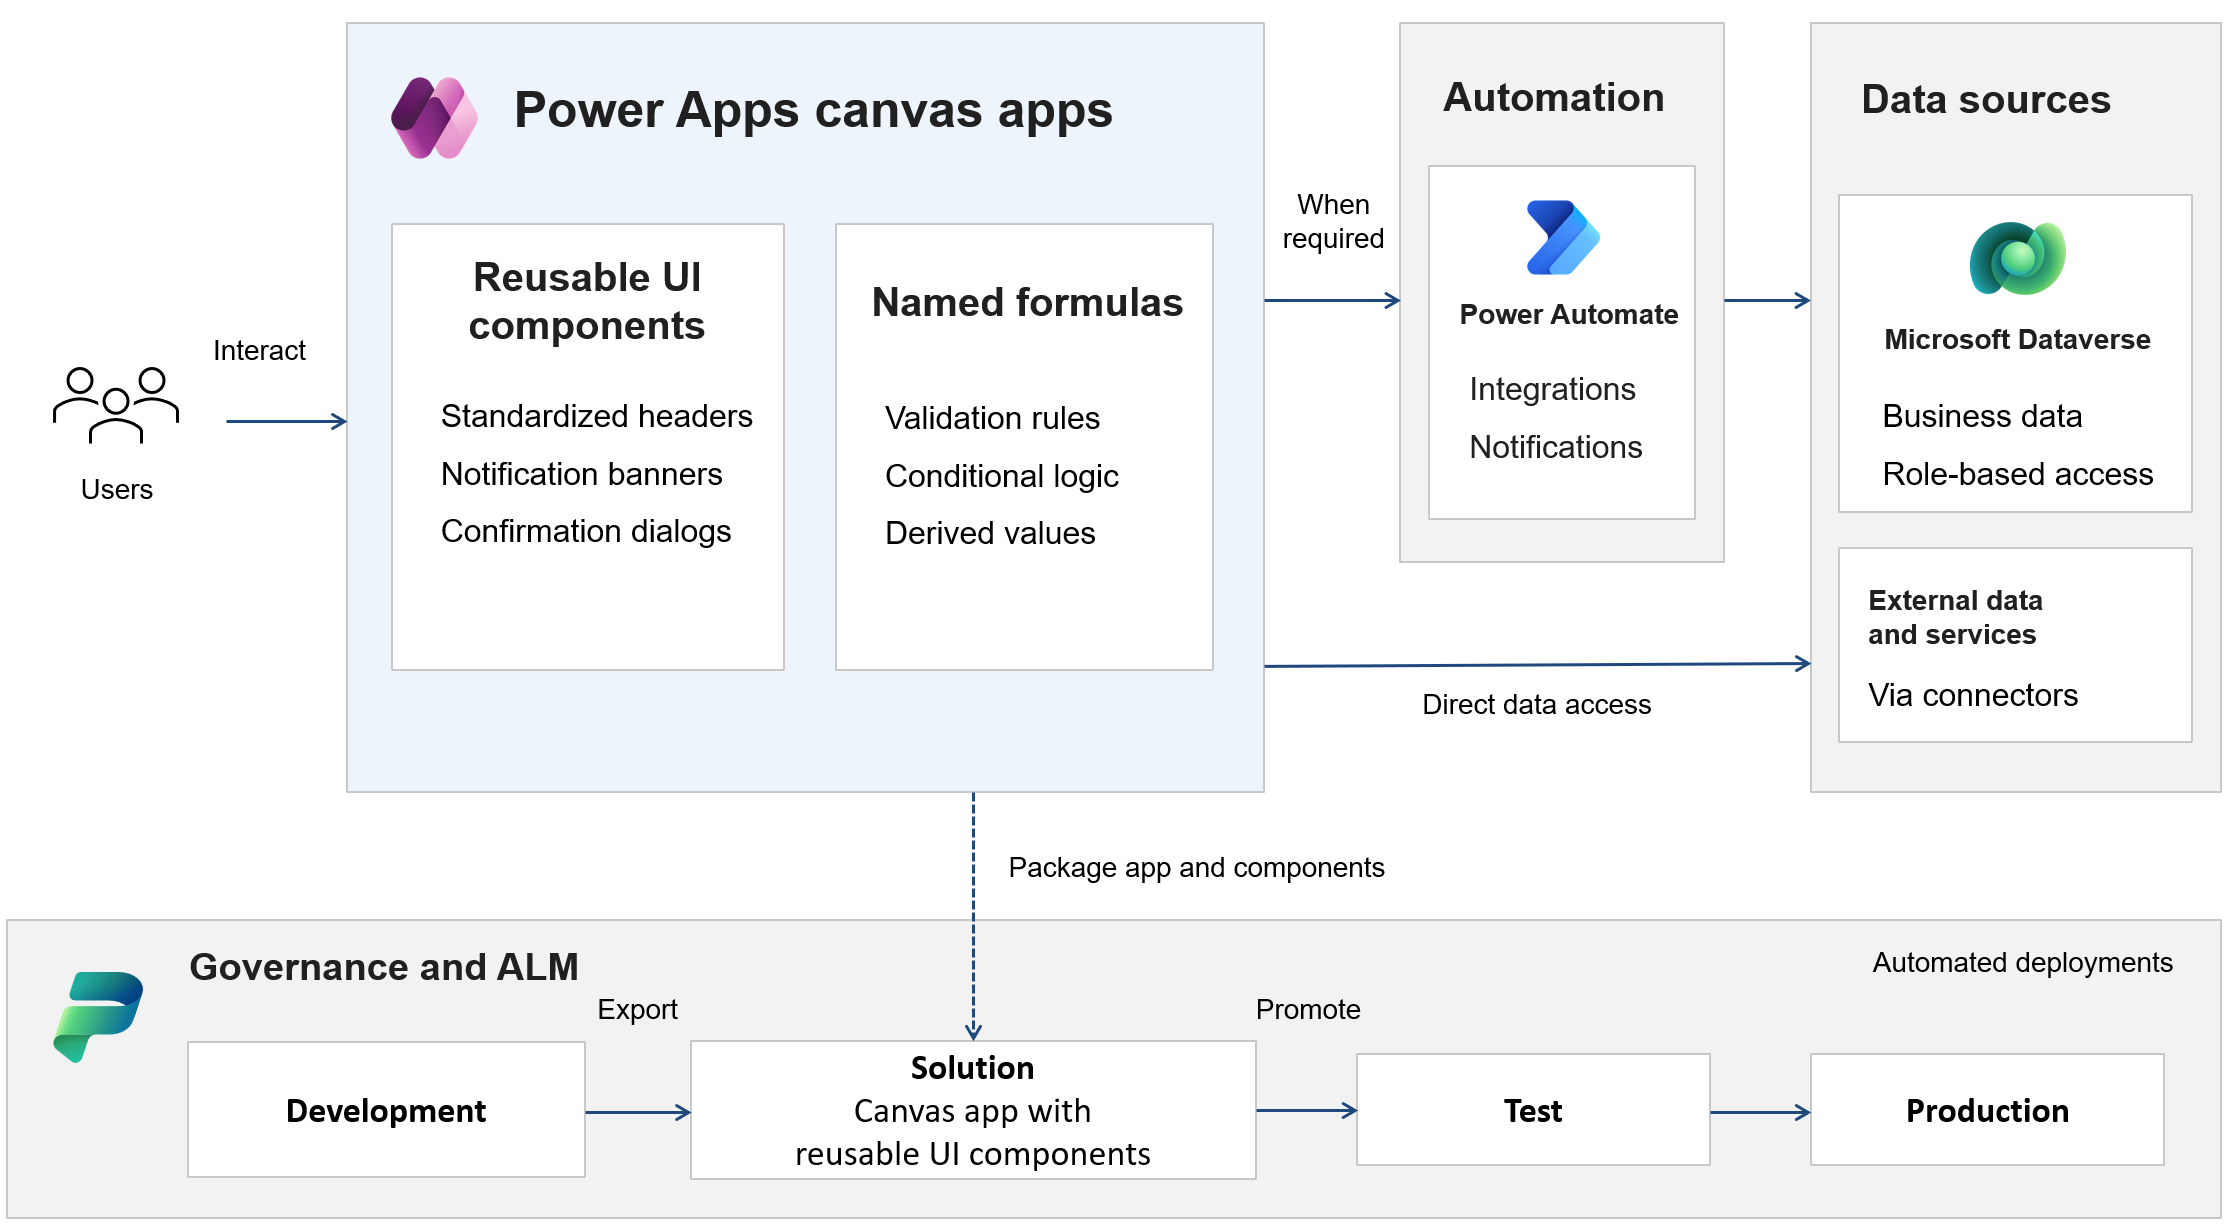 Power Apps canvas apps
Reusable UI
components
Standardized headers
Notification banners
Confirmation dialogs
Named formulas
Validation rules
Conditional logic
Derived values
Interact
Users
When
required
Automation
Power Automate
Integrations
Notifications
Data sources
Microsoft Dataverse
Business data
Role-based access
External data
and services
Via connectors
Direct data access
Package app and components
Governance and ALM
Automated deployments
Export
Promote
Development
Solution
Canvas app with
reusable UI components
Test
Production